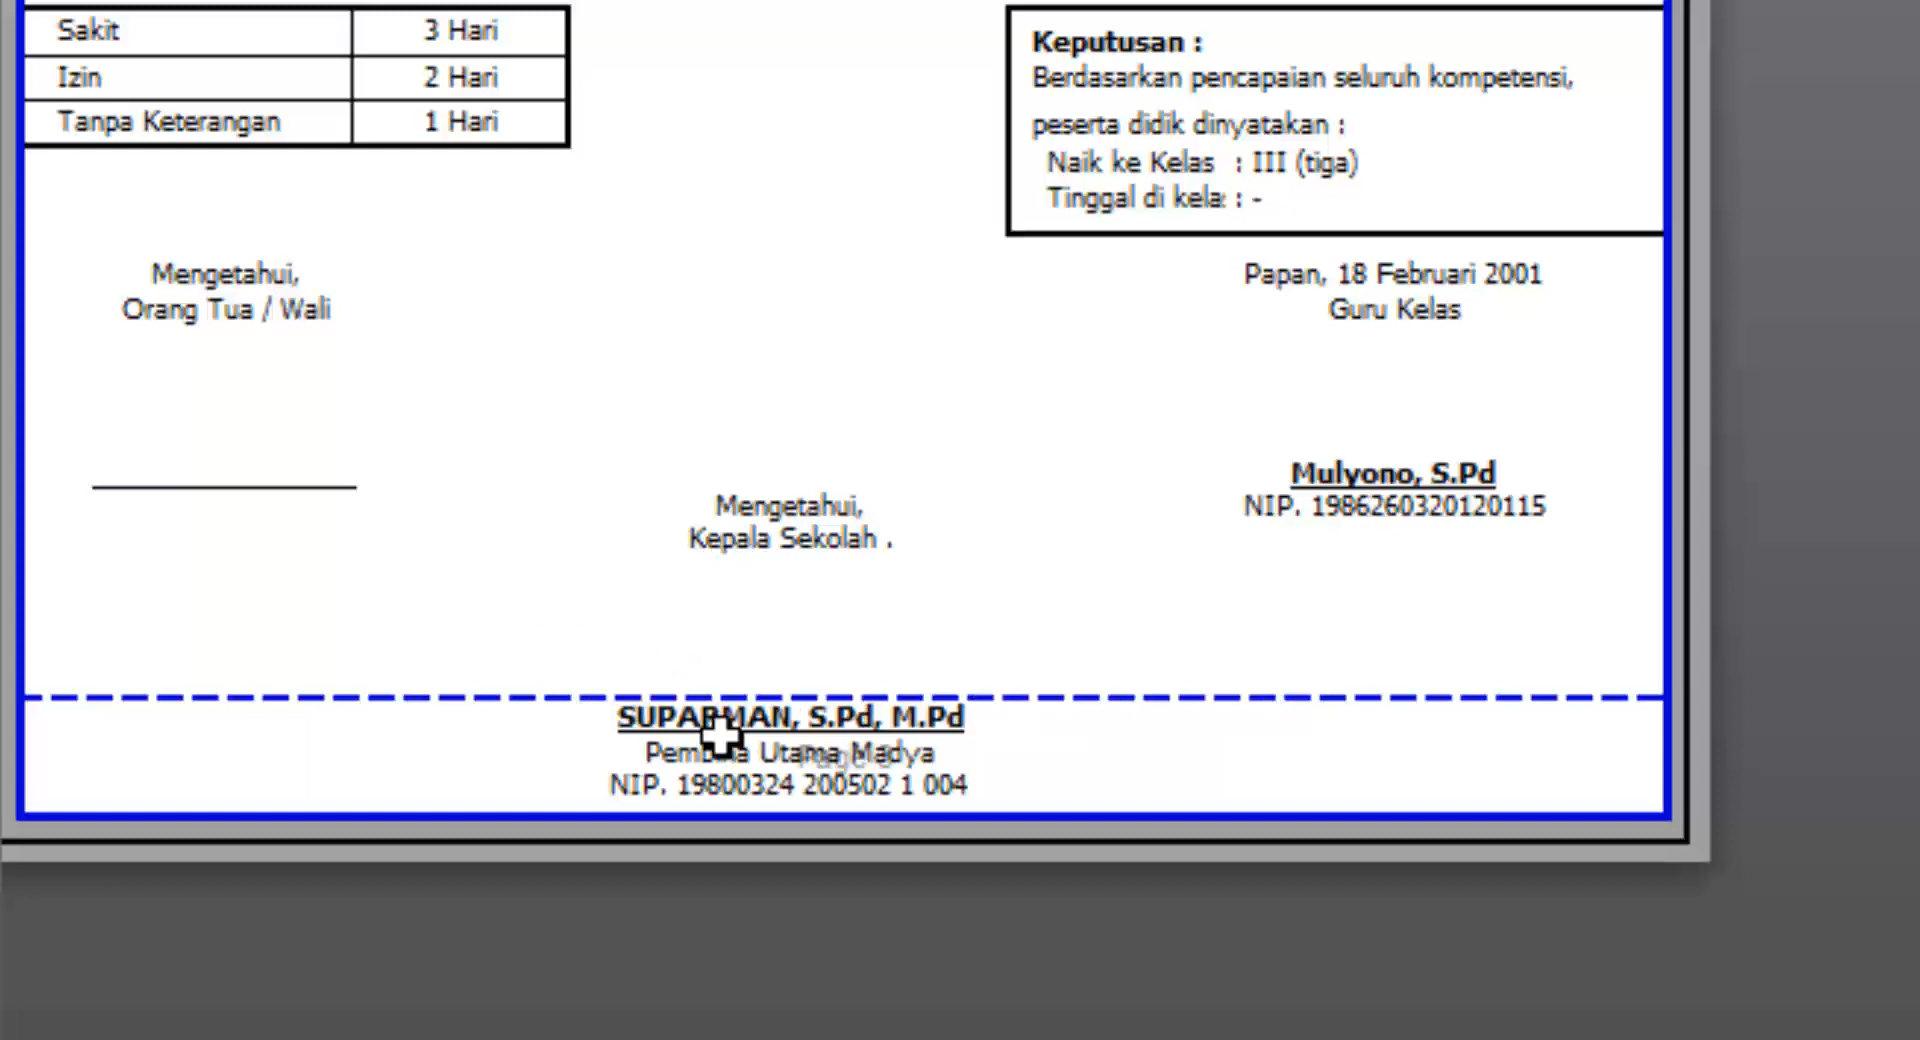 Sakit 3 Hari
Izin 2 Hari
Tanpa Keterangan 1 Hari
Keputusan :
Berdasarkan pencapaian seluruh kompetensi,
peserta didik dinyatakan :
Naik ke Kelas : III (tiga)
Tinggal di kela : -
Mengetahui,
Orang Tua / Wali
Papan, 18 Februari 2001
Guru Kelas
Mulyono, S.Pd
NIP. 1986260320120115
Mengetahui,
Kepala Sekolah .
SUPARMAN, S.Pd, M.Pd
Pembina Utama Madya
NIP. 19800324 200502 1 004